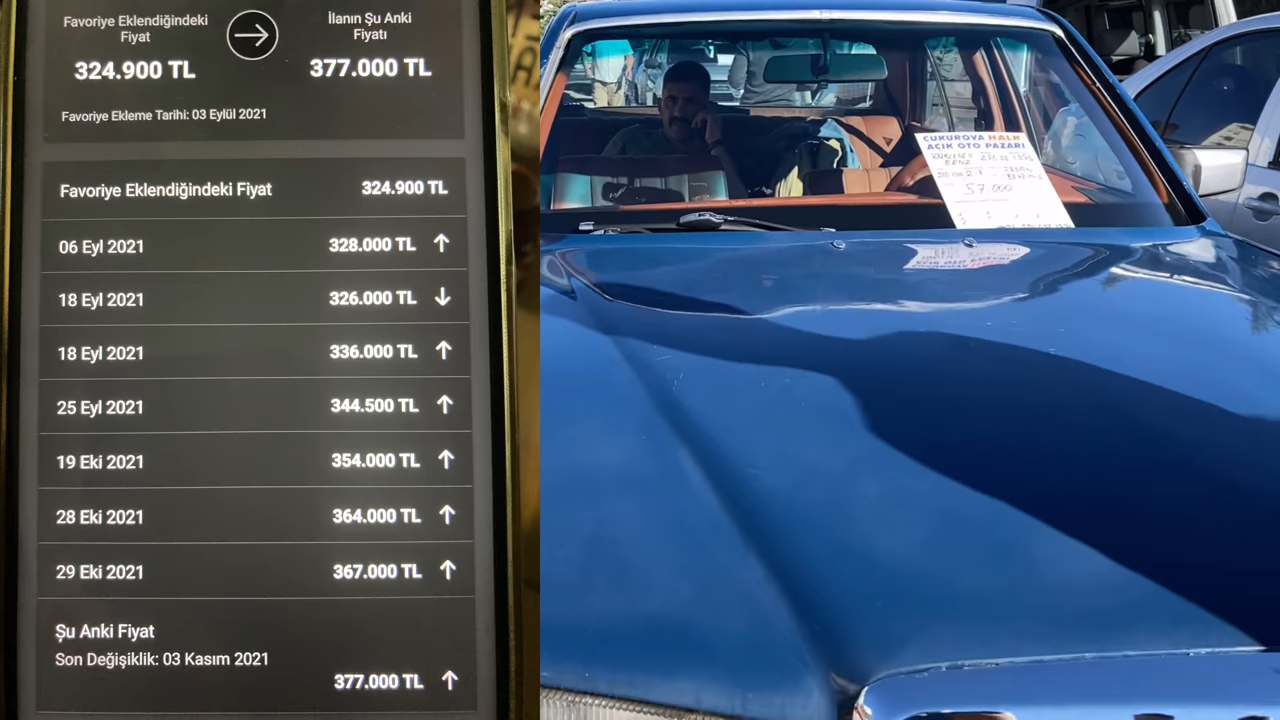 Favoriye Eklendiğindeki
Fiyat
324.900 TL
İlanın Şu Anki
Fiyatı
377.000 TL
Favoriye Ekleme Tarihi: 03 Eylül 2021
Favoriye Eklendiğindeki Fiyat 324.900 TL
06 Eyl 2021 328.000 TL ↑
18 Eyl 2021 326.000 TL ↓
18 Eyl 2021 336.000 TL ↑
25 Eyl 2021 344.500 TL ↑
19 Eki 2021 354.000 TL ↑
28 Eki 2021 364.000 TL ↑
29 Eki 2021 367.000 TL ↑
Şu Anki Fiyat
Son Değişiklik: 03 Kasım 2021
377.000 TL ↑
ÇUKUROVA HALK
AÇIK OTO PAZARI
57.000